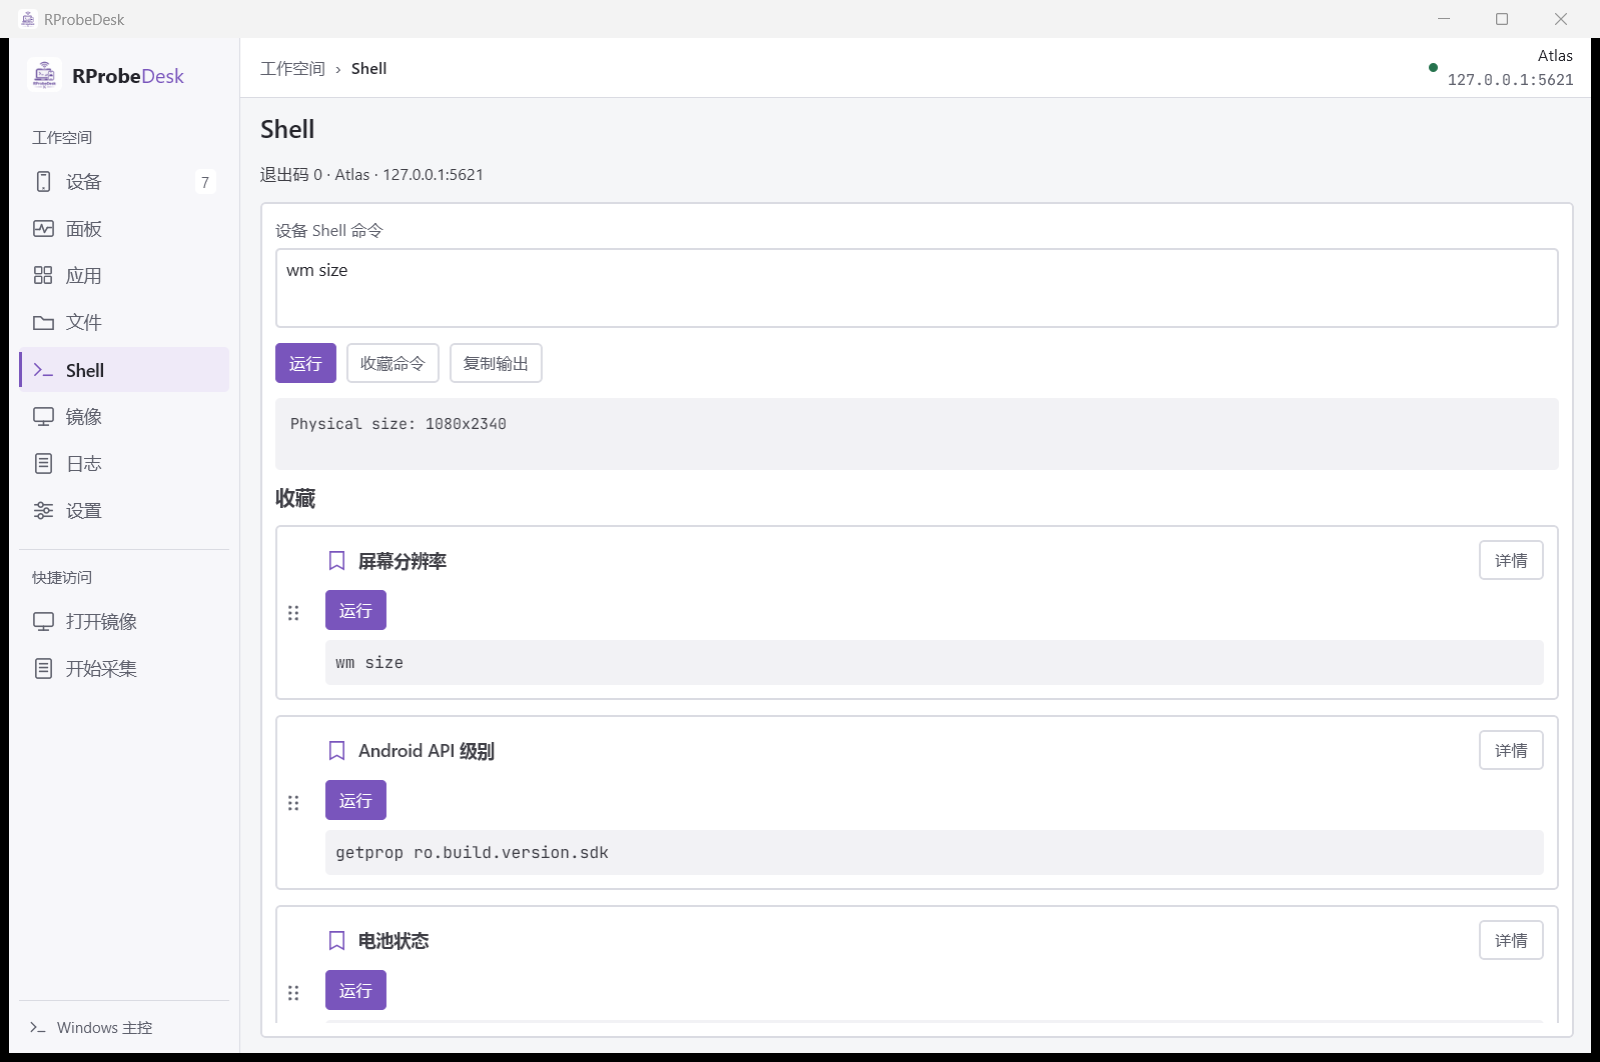 RProbeDesk
RProbeDesk
工作空间
设备 7
面板
应用
文件
Shell
镜像
日志
设置
快捷访问
打开镜像
开始采集
Windows 主控
工作空间 › Shell
Atlas
127.0.0.1:5621
Shell
退出码 0 · Atlas · 127.0.0.1:5621
设备 Shell 命令
wm size
运行 收藏命令 复制输出
Physical size: 1080x2340
收藏
屏幕分辨率 详情
运行
wm size
Android API 级别 详情
运行
getprop ro.build.version.sdk
电池状态 详情
运行